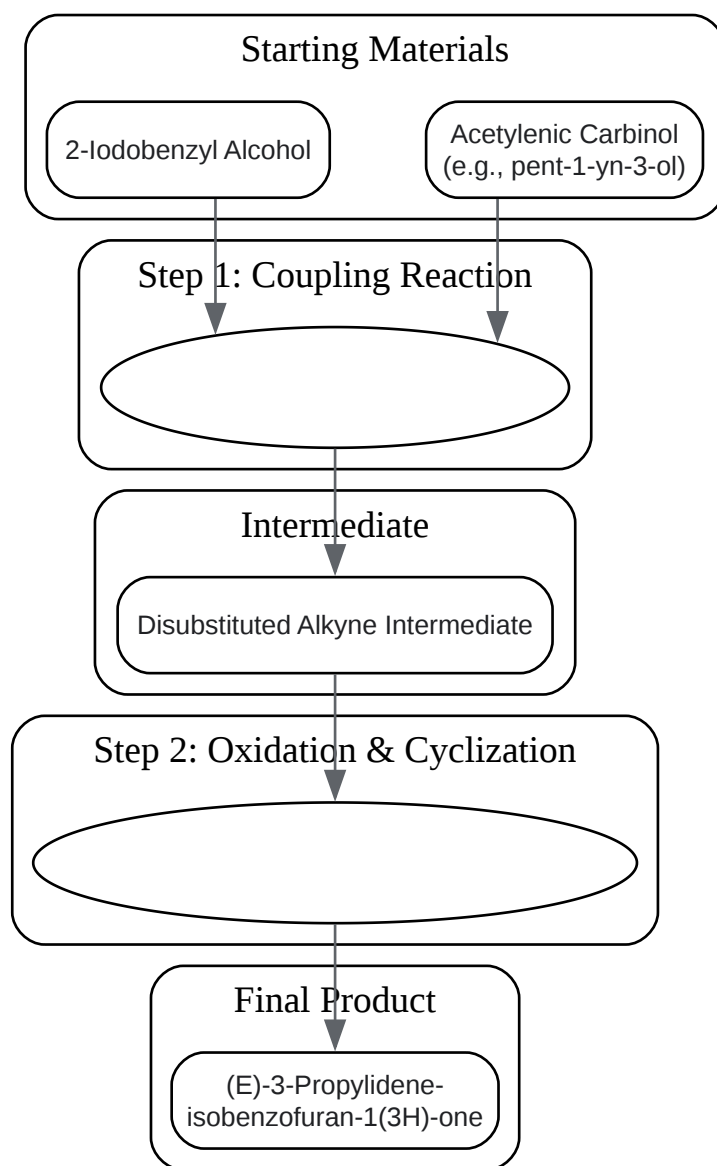 Starting Materials
2-Iodobenzyl Alcohol
Acetylenic Carbinol
(e.g., pent-1-yn-3-ol)
Step 1: Coupling Reaction
Intermediate
Disubstituted Alkyne Intermediate
Step 2: Oxidation & Cyclization
Final Product
(E)-3-Propylidene-
isobenzofuran-1(3H)-one